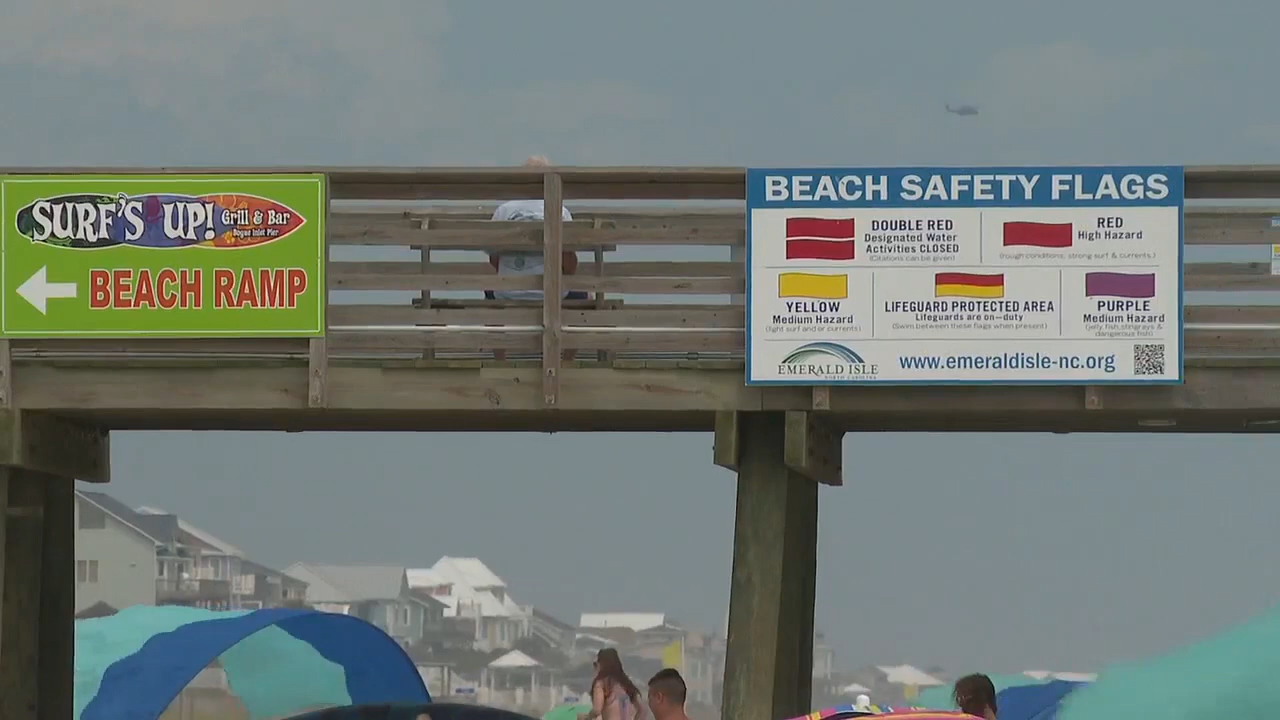 SURF'S UP!
Grill & Bar
Bogue Inlet Pier
BEACH RAMP
BEACH SAFETY FLAGS
DOUBLE RED
Designated Water
Activities CLOSED
(Citations can be given)
RED
High Hazard
(rough conditions, strong surf & currents.)
YELLOW
Medium Hazard
(light surf and or currents)
LIFEGUARD PROTECTED AREA
Lifeguards are on-duty
(Swim between these flags when present)
PURPLE
Medium Hazard
(jelly fish, stingrays &
dangerous fish)
EMERALD ISLE
NORTH CAROLINA
www.emeraldisle-nc.org